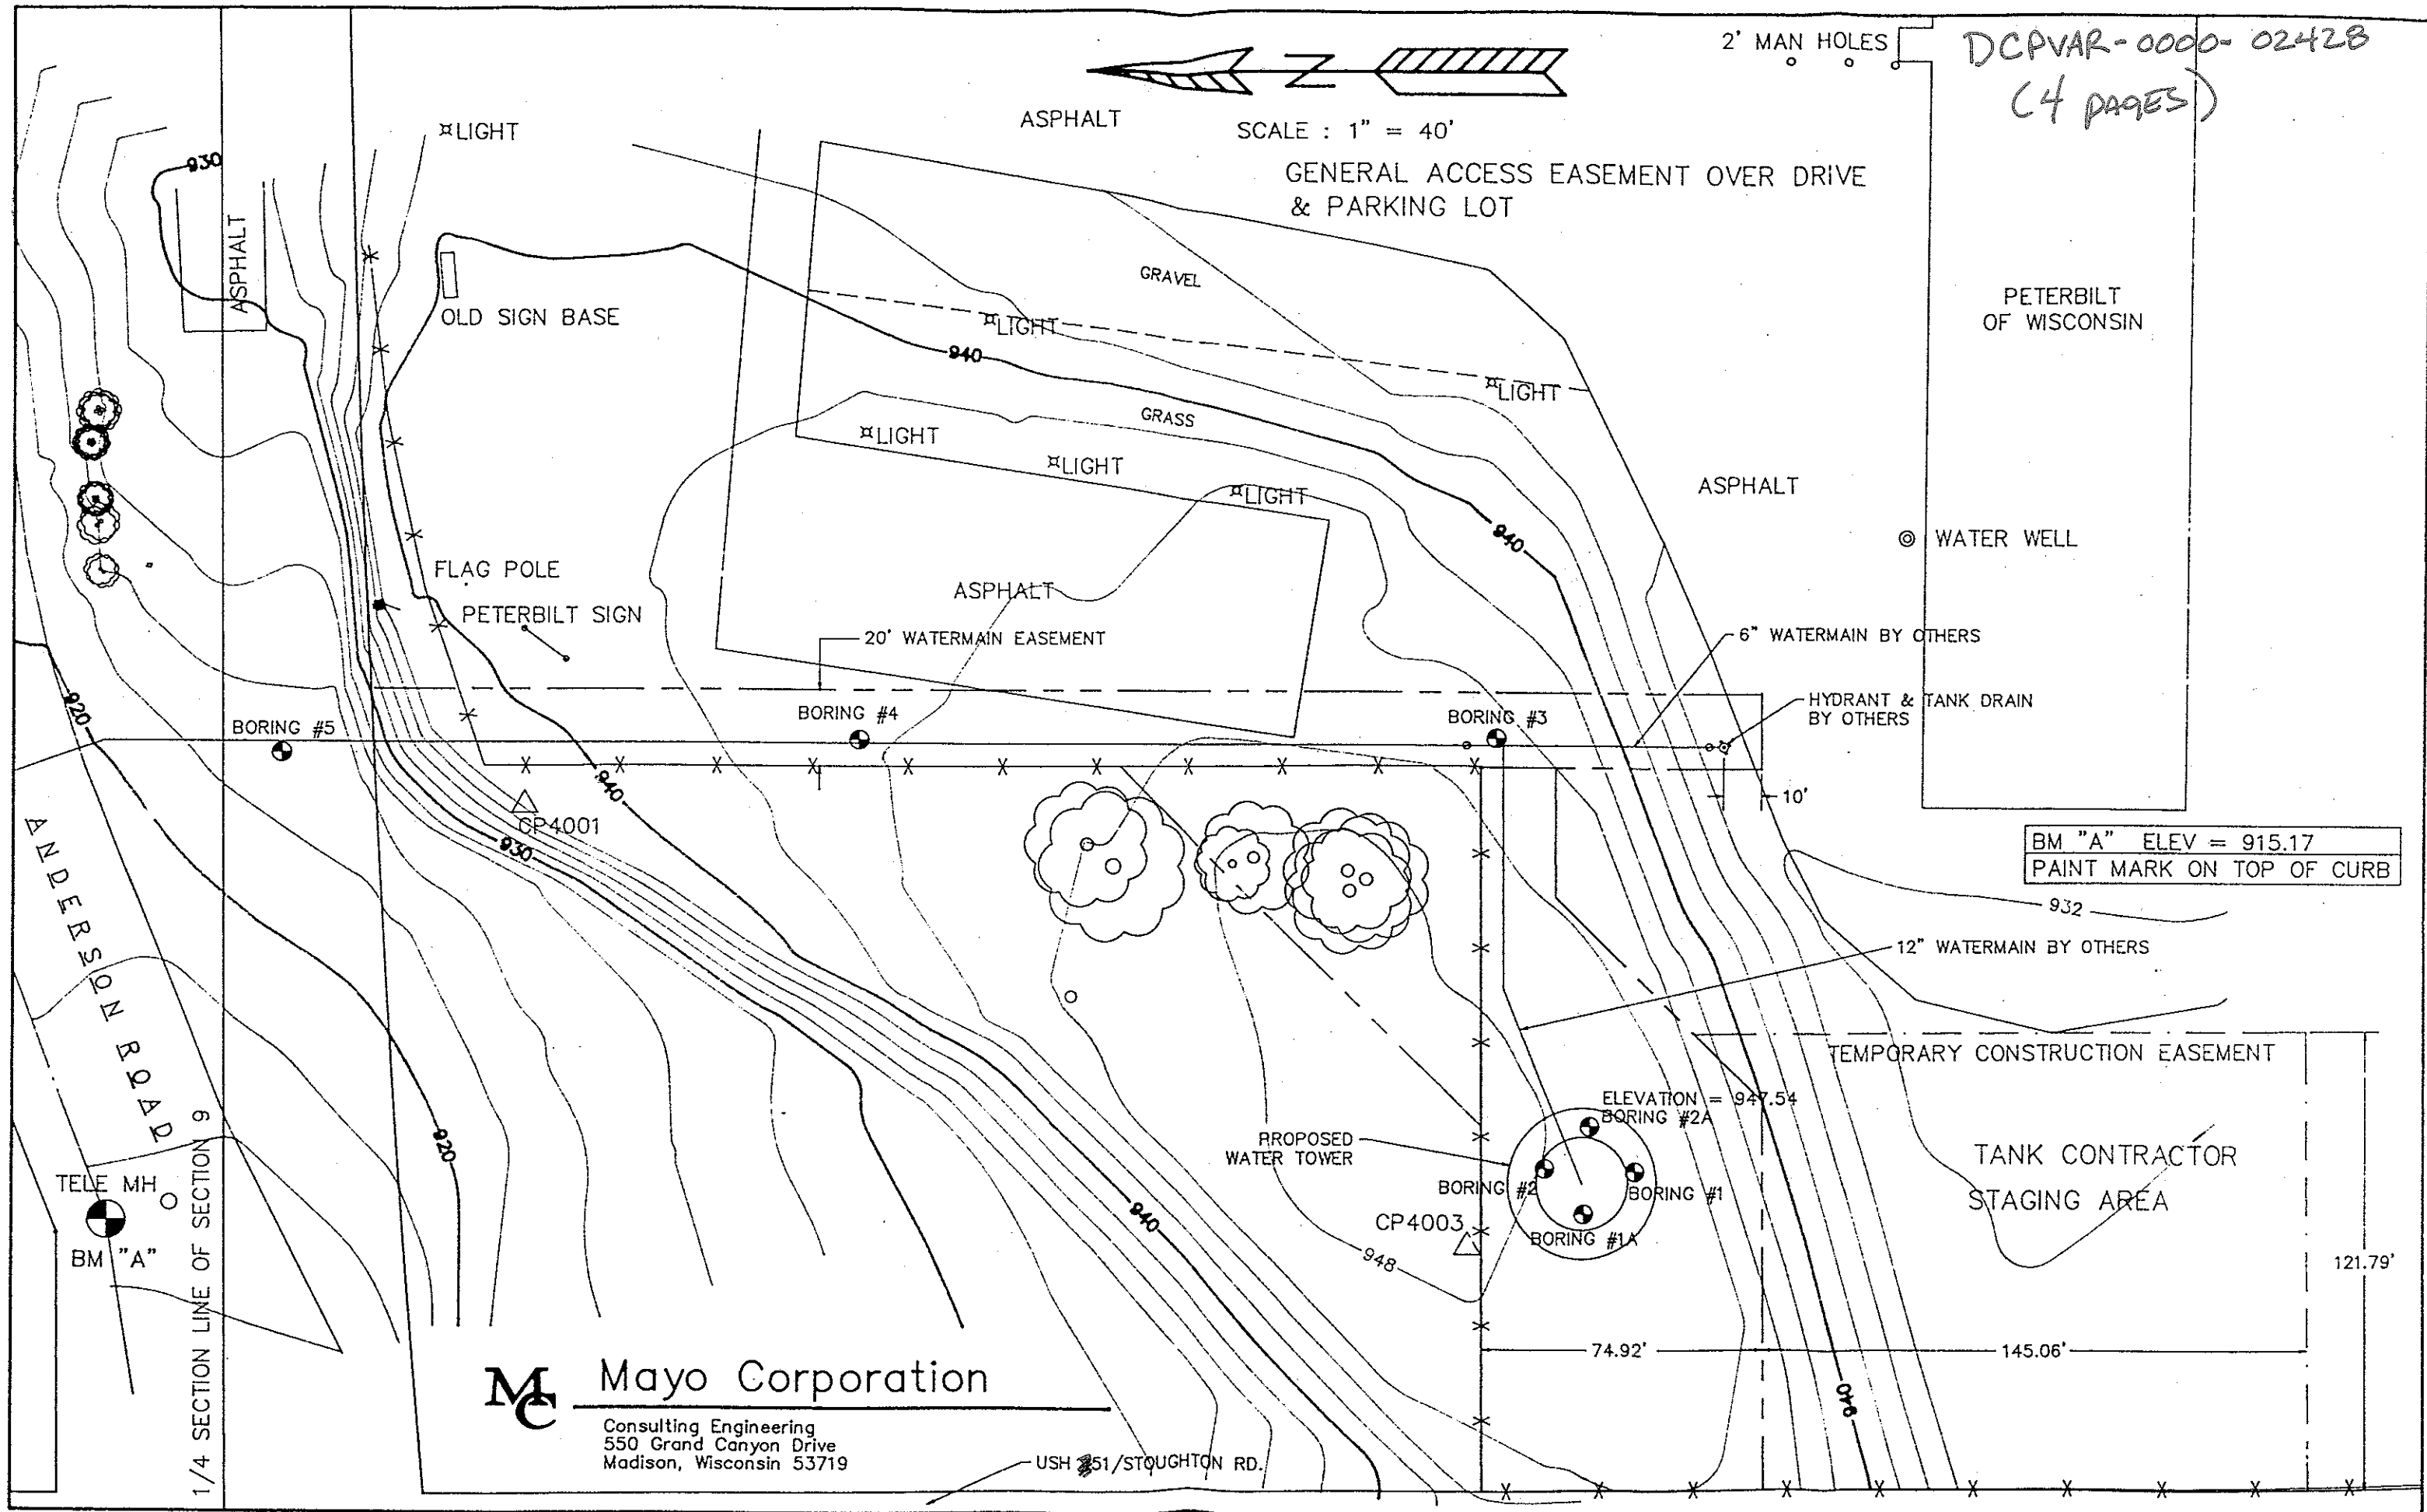 2' MAN HOLES
DCPVAR-0000-02428
(4 PAGES)
Z
SCALE : 1" = 40'
ASPHALT
GENERAL ACCESS EASEMENT OVER DRIVE
& PARKING LOT
LIGHT
930
ASPHALT
OLD SIGN BASE
GRAVEL
LIGHT
940
LIGHT
GRASS
PETERBILT
OF WISCONSIN
LIGHT
LIGHT
LIGHT
ASPHALT
940
WATER WELL
FLAG POLE
PETERBILT SIGN
ASPHALT
20' WATERMAIN EASEMENT
6" WATERMAIN BY OTHERS
HYDRANT & TANK DRAIN
BY OTHERS
920
BORING #5
BORING #4
BORING #3
940
10'
CP4001
930
BM "A" ELEV = 915.17
PAINT MARK ON TOP OF CURB
932
12" WATERMAIN BY OTHERS
ANDERSON ROAD
TEMPORARY CONSTRUCTION EASEMENT
ELEVATION = 947.54
BORING #2A
PROPOSED
WATER TOWER
920
BORING #2
BORING #1
BORING #1A
CP4003
948
940
TANK CONTRACTOR
STAGING AREA
121.79'
TELE MH
BM "A"
1/4 SECTION LINE OF SECTION 9
74.92'
145.06'
940
MC
Mayo Corporation
Consulting Engineering
550 Grand Canyon Drive
Madison, Wisconsin 53719
USH 51/STOUGHTON RD.